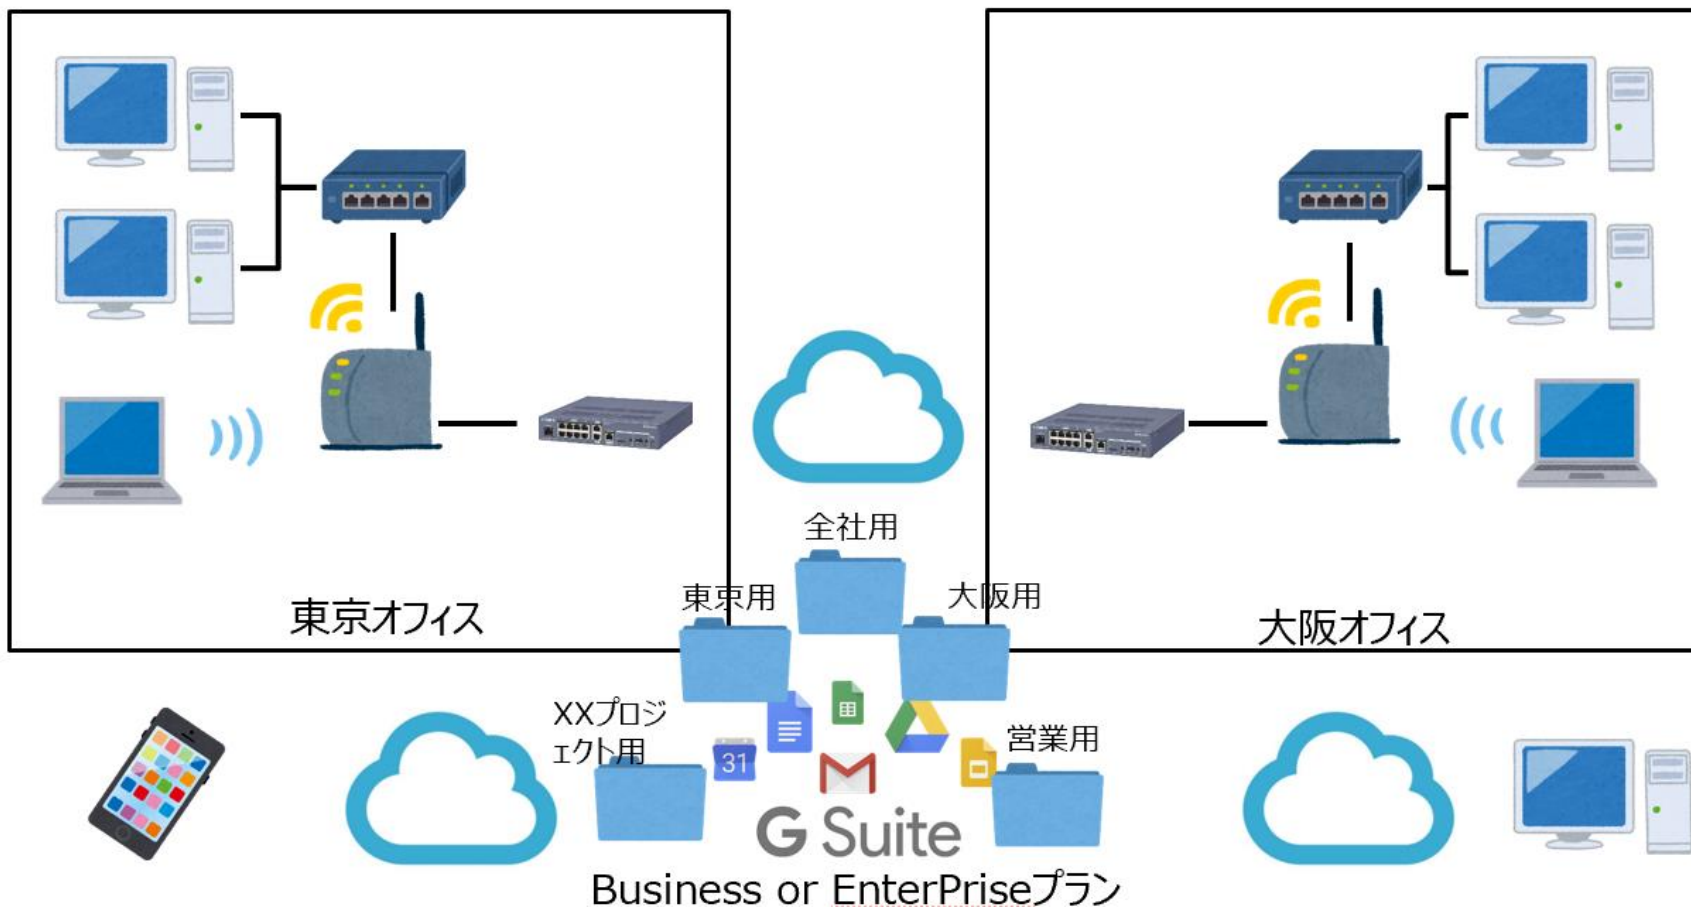 全社用
東京用
大阪用
東京オフィス
大阪オフィス
XXプロジ
ェクト用
営業用
31
G Suite
Business or EnterPriseプラン